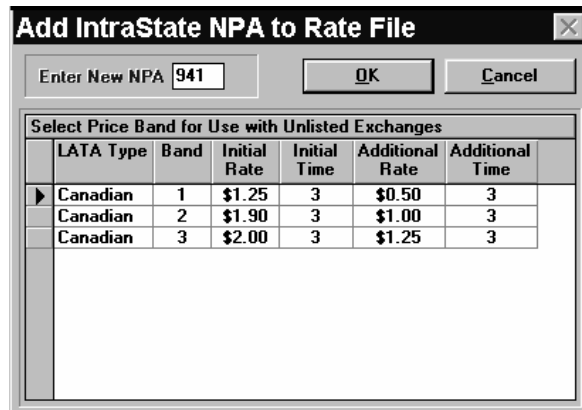 Add IntraState NPA to Rate File
Enter New NPA 941 OK Cancel
Select Price Band for Use with Unlisted Exchanges
LATA Type Band Initial Rate Initial Time Additional Rate Additional Time
Canadian 1 $1.25 3 $0.50 3
Canadian 2 $1.90 3 $1.00 3
Canadian 3 $2.00 3 $1.25 3